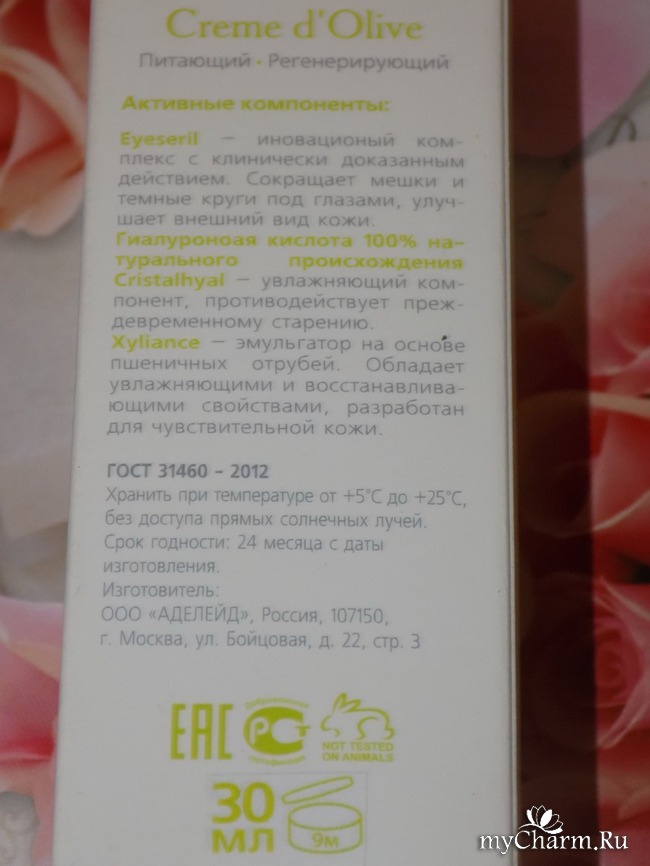 Creme d'Olive
Питающий · Регенерирующий
Активные компоненты:
Eyeseril — иновационый ком-
плекс с клинически доказанным
действием. Сокращает мешки и
темные круги под глазами, улуч-
шает внешний вид кожи.
Гиалуроноая кислота 100% на-
турального происхождения
Cristalhyal — увлажняющий ком-
понент, противодействует преж-
девременному старению.
Xyliance — эмульгатор на основе
пшеничных отрубей. Обладает
увлажняющими и восстанавлива-
ющими свойствами, разработан
для чувствительной кожи.
ГОСТ 31460 – 2012
Хранить при температуре от +5°С до +25°С,
без доступа прямых солнечных лучей.
Срок годности: 24 месяца с даты
изготовления.
Изготовитель:
ООО «АДЕЛЕЙД», Россия, 107150,
г. Москва, ул. Бойцовая, д. 22, стр. 3
ЕАС
Добровольная
РСТ
сертификация
NOT TESTED
ON ANIMALS
30
МЛ
9м
myCharm.Ru